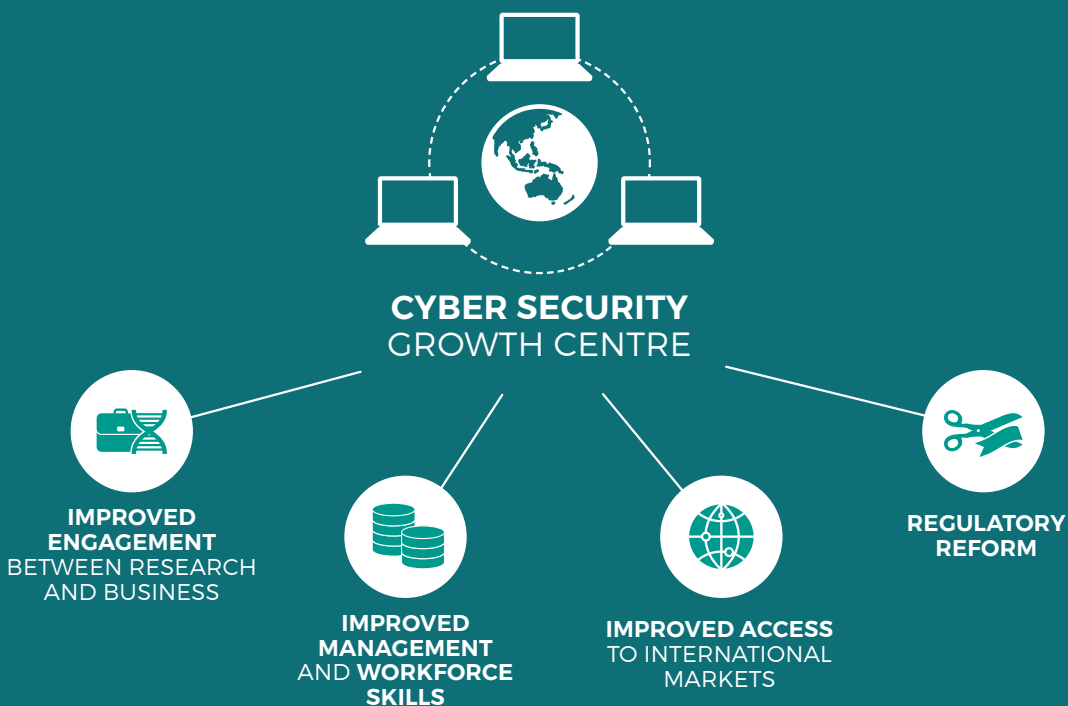 CYBER SECURITY
GROWTH CENTRE
IMPROVED
ENGAGEMENT
BETWEEN RESEARCH
AND BUSINESS
IMPROVED
MANAGEMENT
AND WORKFORCE
SKILLS
IMPROVED ACCESS
TO INTERNATIONAL
MARKETS
REGULATORY
REFORM